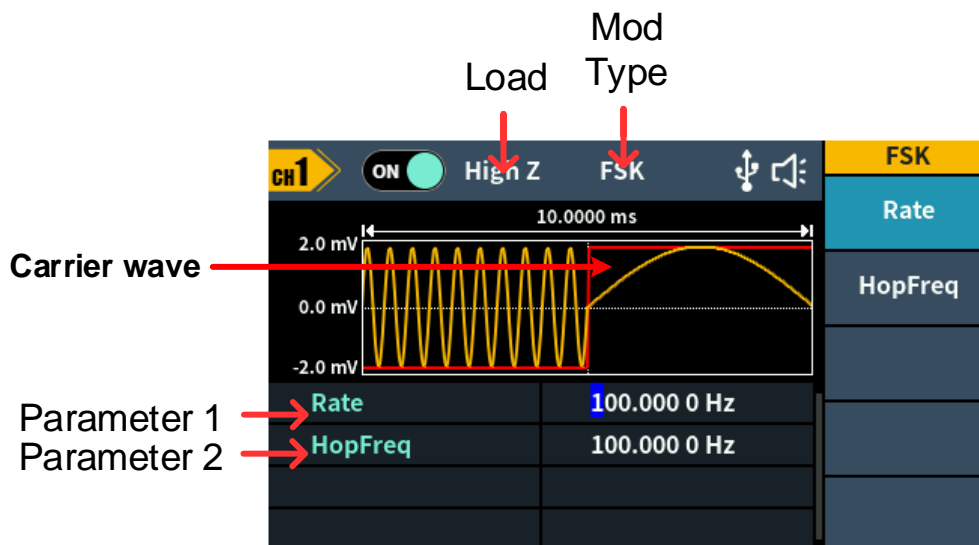 Mod
Type
Load
CH1 ON High Z FSK
FSK
Rate
HopFreq
10.0000 ms
2.0 mV
Carrier wave
0.0 mV
-2.0 mV
Parameter 1
Rate 100.000 0 Hz
Parameter 2
HopFreq 100.000 0 Hz